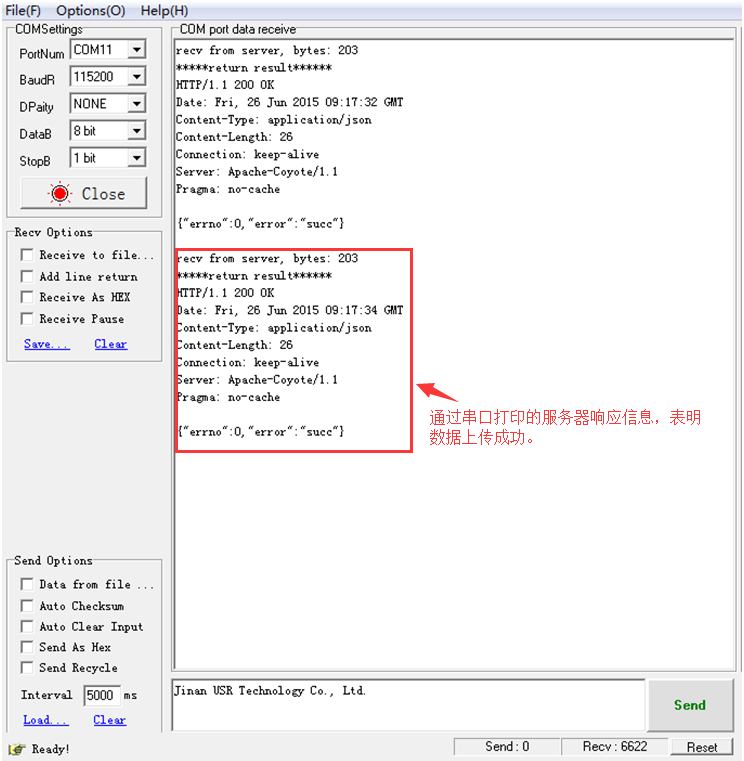 File(F) Options(O) Help(H)
COMSettings
PortNum COM11
BaudR 115200
DPaity NONE
DataB 8 bit
StopB 1 bit
Close
Recv Options
Receive to file...
Add line return
Receive As HEX
Receive Pause
Save... Clear
COM port data receive
recv from server, bytes: 203
*****return result******
HTTP/1.1 200 OK
Date: Fri, 26 Jun 2015 09:17:32 GMT
Content-Type: application/json
Content-Length: 26
Connection: keep-alive
Server: Apache-Coyote/1.1
Pragma: no-cache
{"errno":0,"error":"succ"}
recv from server, bytes: 203
*****return result******
HTTP/1.1 200 OK
Date: Fri, 26 Jun 2015 09:17:34 GMT
Content-Type: application/json
Content-Length: 26
Connection: keep-alive
Server: Apache-Coyote/1.1
Pragma: no-cache
{"errno":0,"error":"succ"}
通过串口打印的服务器响应信息，表明
数据上传成功。
Send Options
Data from file ...
Auto Checksum
Auto Clear Input
Send As Hex
Send Recycle
Interval 5000 ms
Load... Clear
Jinan USR Technology Co., Ltd.
Send
Ready!
Send : 0
Recv : 6622
Reset